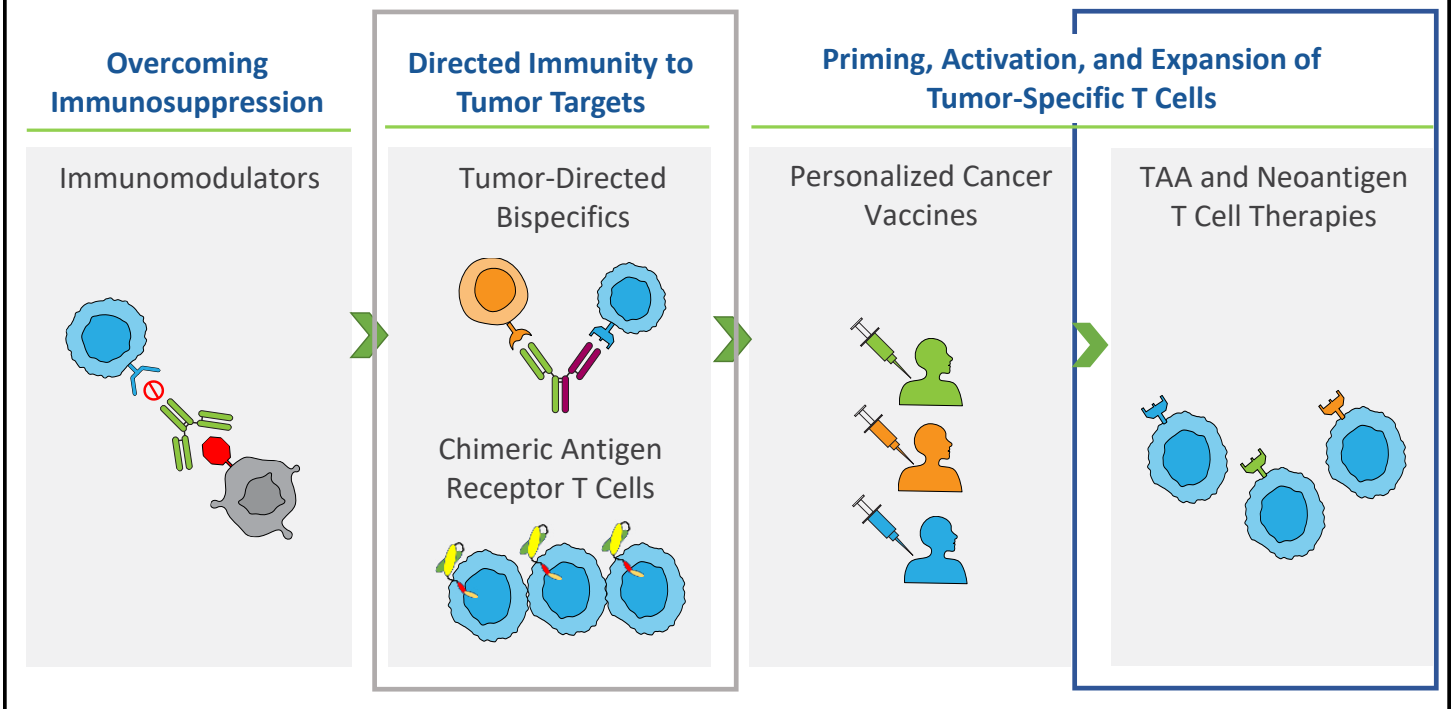 Overcoming
Immunosuppression
Directed Immunity to
Tumor Targets
Priming, Activation, and Expansion of
Tumor-Specific T Cells
Immunomodulators
Tumor-Directed
Bispecifics
Chimeric Antigen
Receptor T Cells
Personalized Cancer
Vaccines
TAA and Neoantigen
T Cell Therapies